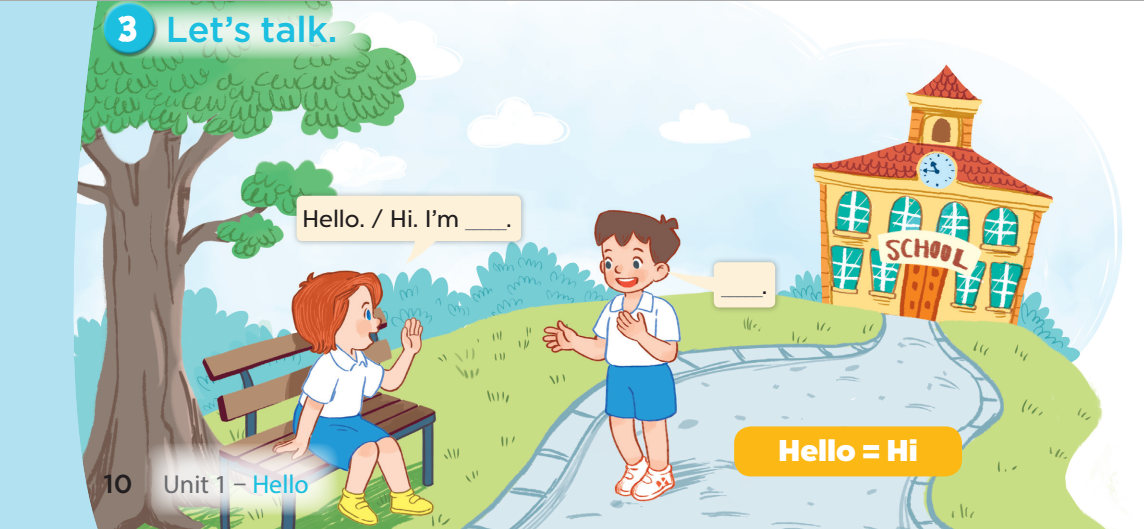 3 Let’s talk.
Hello. / Hi. I’m ____.
____.
SCHOOL
Hello = Hi
10 Unit 1 – Hello